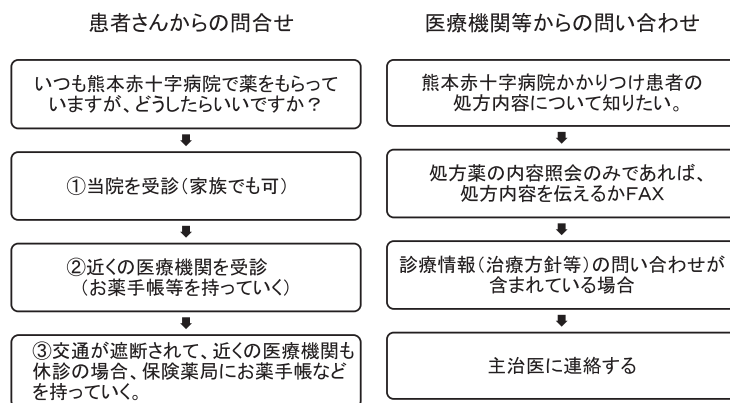 患者さんからの問合せ
いつも熊本赤十字病院で薬をもらって
いますが、どうしたらいいですか？
①当院を受診（家族でも可）
②近くの医療機関を受診
（お薬手帳等を持っていく）
③交通が遮断されて、近くの医療機関も
休診の場合、保険薬局にお薬手帳など
を持っていく。
医療機関等からの問い合わせ
熊本赤十字病院かかりつけ患者の
処方内容について知りたい。
処方薬の内容照会のみであれば、
処方内容を伝えるかFAX
診療情報（治療方針等）の問い合わせが
含まれている場合
主治医に連絡する